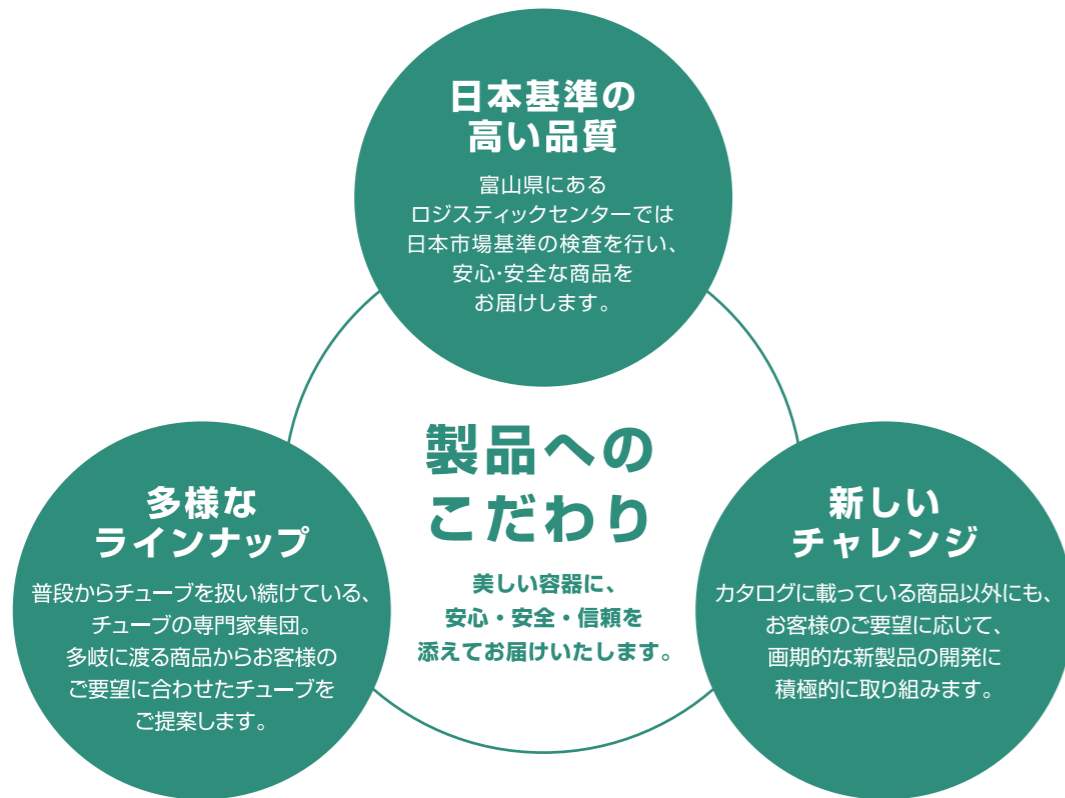 日本基準の
高い品質
富山県にある
ロジスティックセンターでは
日本市場基準の検査を行い、
安心・安全な商品を
お届けします。
製品への
こだわり
美しい容器に、
安心・安全・信頼を
添えてお届けいたします。
多様な
ラインナップ
普段からチューブを扱い続けている、
チューブの専門家集団。
多岐に渡る商品からお客様の
ご要望に合わせたチューブを
ご提案します。
新しい
チャレンジ
カタログに載っている商品以外にも、
お客様のご要望に応じて、
画期的な新製品の開発に
積極的に取り組みます。